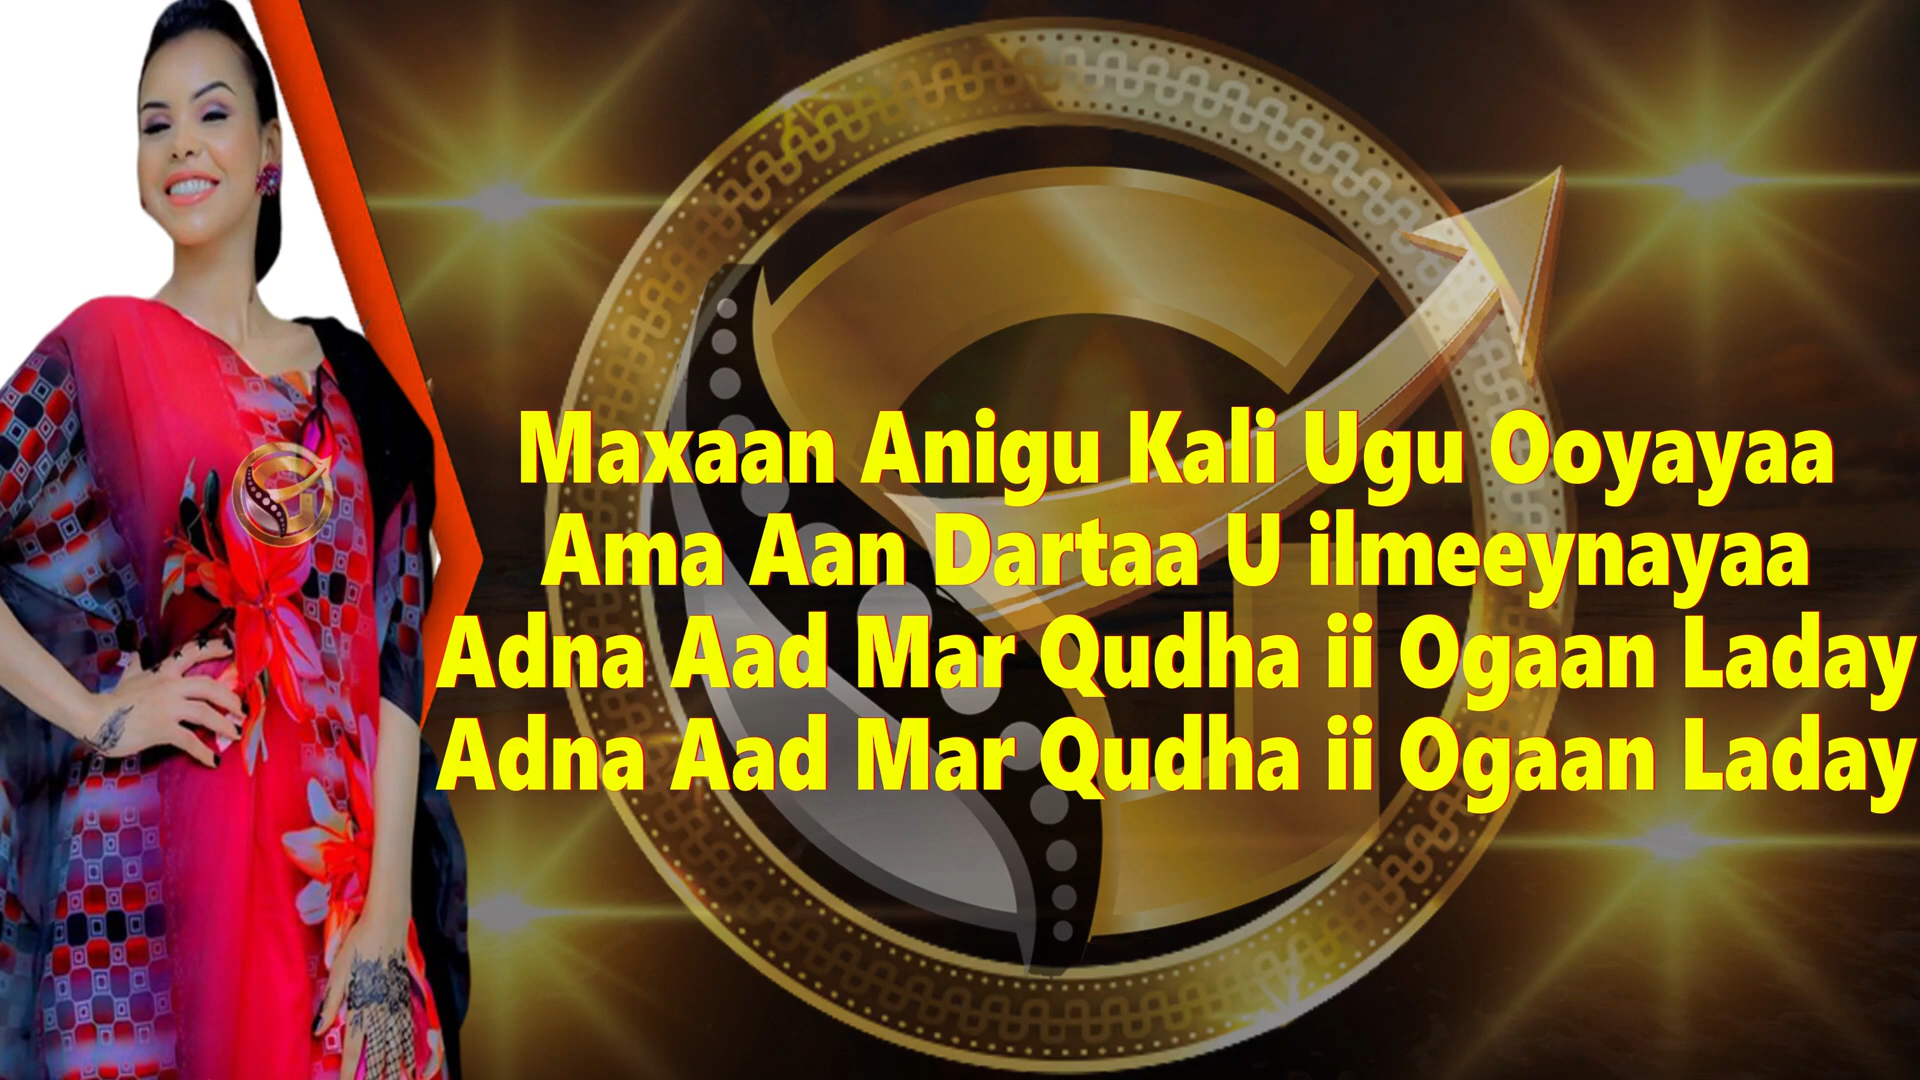 Maxaan Anigu Kali Ugu Ooyayaa
Ama Aan Dartaa U ilmeeynayaa
Adna Aad Mar Qudha ii Ogaan Laday
Adna Aad Mar Qudha ii Ogaan Laday